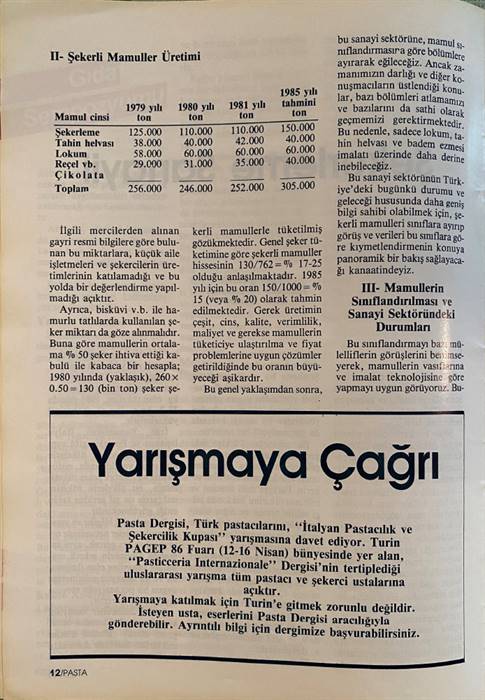 II- Şekerli Mamuller Üretimi
Mamul cinsi 1979 yılı ton 1980 yılı ton 1981 yılı ton 1985 yılı tahmini ton
Şekerleme 125.000 110.000 110.000 150.000
Tahin helvası 38.000 40.000 42.000 40.000
Lokum 58.000 60.000 60.000 60.000
Reçel vb. 29.000 31.000 35.000 40.000
Çikolata
Toplam 256.000 246.000 252.000 305.000
İlgili mercilerden alınan
gayri resmi bilgilere göre bulu-
nan bu miktarlara, küçük aile
işletmeleri ve şekercilerin üre-
timlerinin katılamadığı ve bu
yolda bir değerlendirme yapıl-
madığı açıktır.
Ayrıca, bisküvi v.b. ile ha-
murlu tatlılarda kullanılan şe-
ker miktarı da göze alınmalıdır.
Buna göre mamullerin ortala-
ma % 50 şeker ihtiva ettiği ka-
bulü ile kabaca bir hesapla;
1980 yılında (yaklaşık), 260×
0.50=130 (bin ton) şeker şe-
kerli mamullerle tüketilmiş
gözükmektedir. Genel şeker tü-
ketimine göre şekerli mamuller
hissesinin 130/762=% 17-25
olduğu anlaşılmaktadır. 1985
yılı için bu oran 150/1000=%
15 (veya % 20) olarak tahmin
edilmektedir. Gerek üretimin
çeşit, cins, kalite, verimlilik,
maliyet ve gerekse mamullerin
tüketiciye ulaştırılma ve fiyat
problemlerine uygun çözümler
getirildiğinde bu oranın büyü-
yeceği aşikardır.
Bu genel yaklaşımdan sonra,
bu sanayi sektörüne, mamul sı-
nıflandırmasına göre bölümlere
ayırarak eğileceğiz. Ancak za-
manımızın darlığı ve diğer ko-
nuşmacıların üstlendiği konu-
lar, bazı bölümleri atlamamızı
ve bazılarını da sathi olarak
geçmemizi gerektirmektedir.
Bu nedenle, sadece lokum, ta-
hin helvası ve badem ezmesi
imalatı üzerinde daha derine
inebileceğiz.
Bu sanayi sektörünün Türk-
iye'deki bugünkü durumu ve
geleceği hususunda daha geniş
bilgi sahibi olabilmek için, şe-
kerli mamulleri sınıflara ayırıp
görüş ve verileri bu sınıflara gö-
re kıymetlendirmenin konuya
panoramik bir bakış sağlayaca-
ğı kanaatindeyiz.
III- Mamullerin
Sınıflandırılması ve
Sanayi Sektöründeki
Durumları
Bu sınıflandırmayı bazı mü-
lelliflerin görüşlerini benimse-
yerek, mamullerin vasıflarına
ve imalat teknolojisine göre
yapmayı uygun görüyoruz. Bu-
Yarışmaya Çağrı
Pasta Dergisi, Türk pastacılarını, "İtalyan Pastacılık ve
Şekercilik Kupası" yarışmasına davet ediyor. Turin
PAGEP 86 Fuarı (12-16 Nisan) bünyesinde yer alan,
"Pasticceria Internazionale" Dergisi'nin tertiplediği
uluslararası yarışma tüm pastacı ve şekerci ustalarına
açıktır.
Yarışmaya katılmak için Turin'e gitmek zorunlu değildir.
İsteyen usta, eserlerini Pasta Dergisi aracılığıyla
gönderebilir. Ayrıntılı bilgi için dergimize başvurabilirsiniz.
12/PASTA